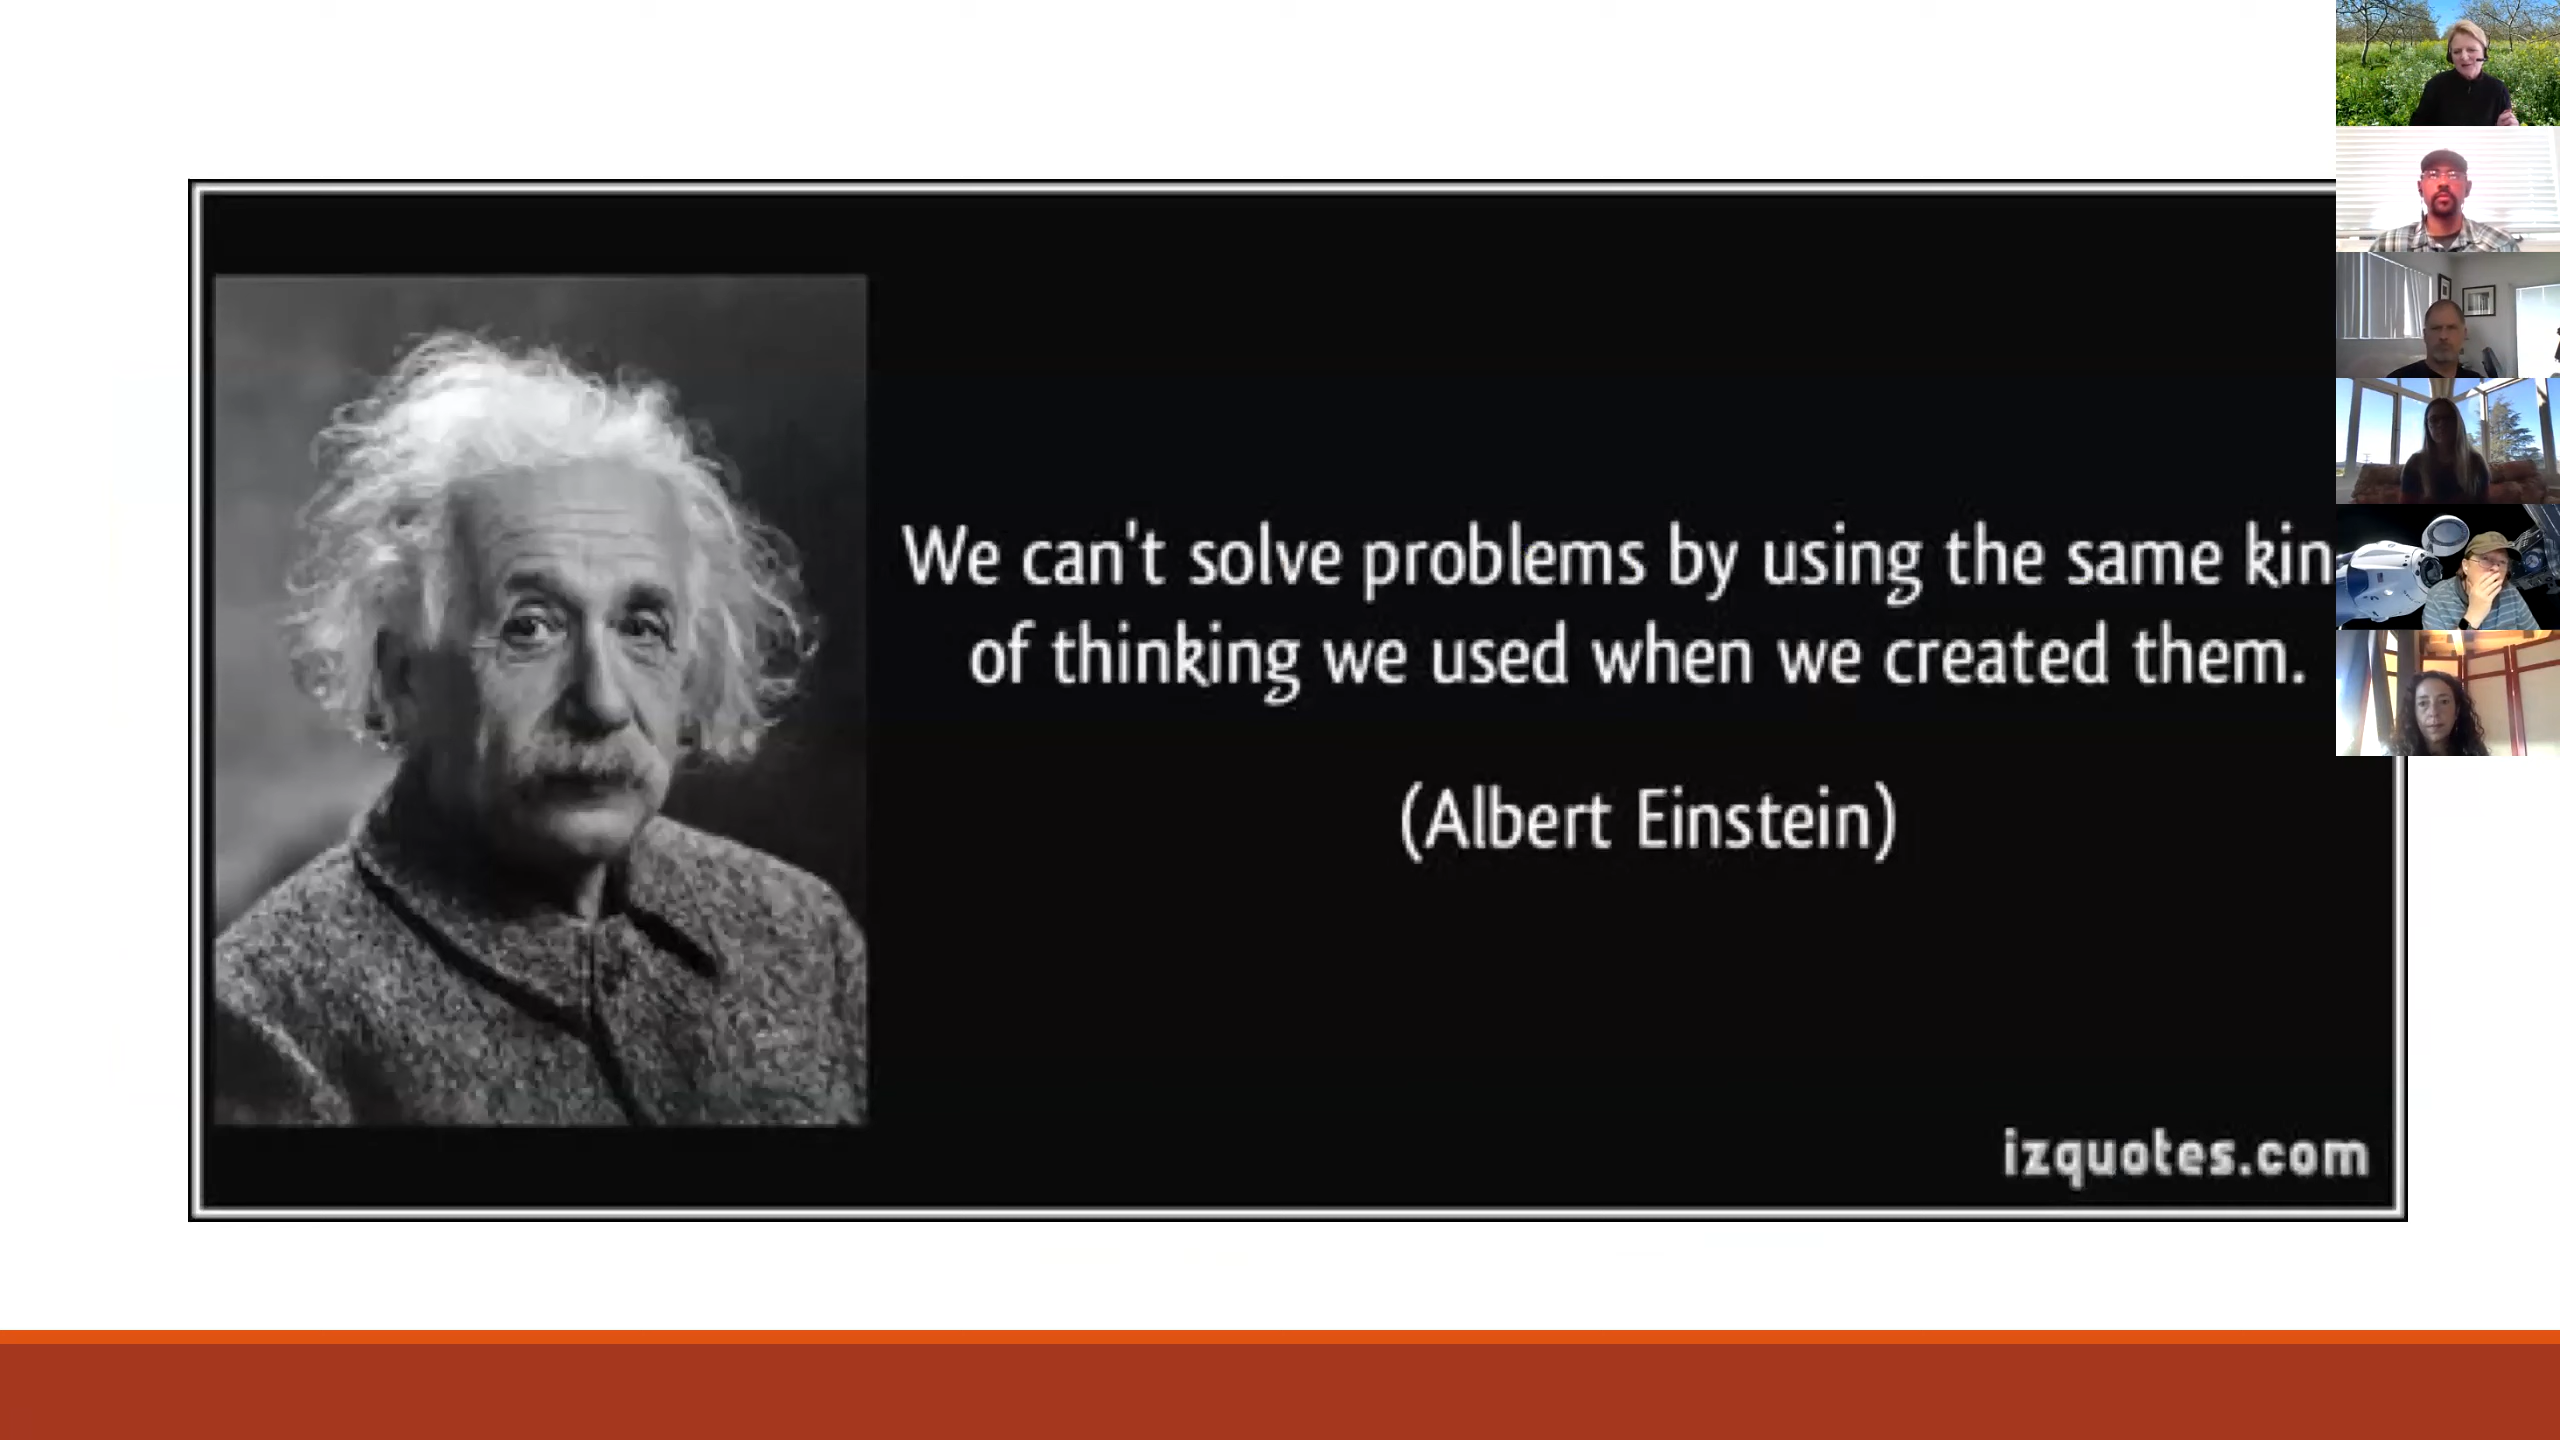 We can't solve problems by using the same kin
of thinking we used when we created them.
(Albert Einstein)
izquotes.com